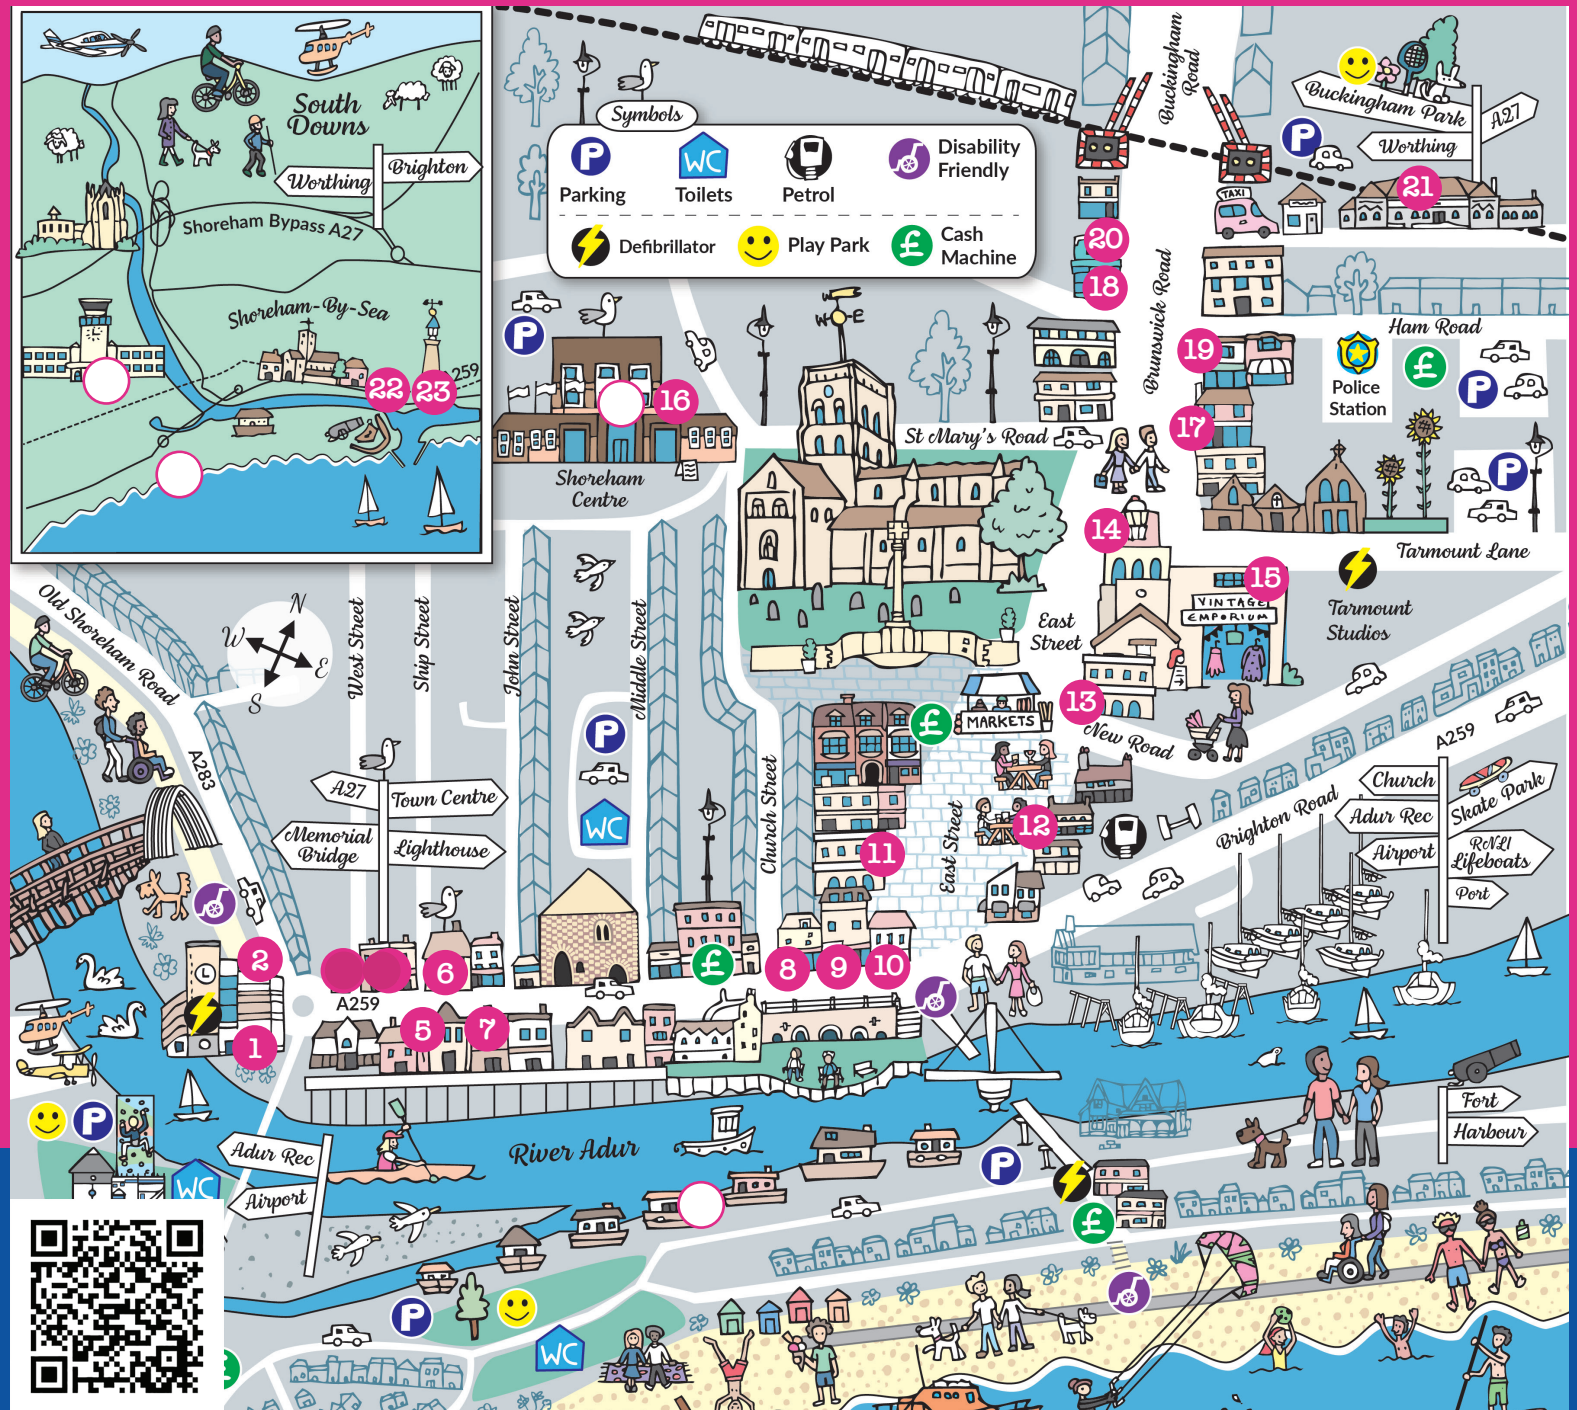 South
Downs
Worthing
Brighton
Shoreham Bypass A27
Shoreham-By-Sea
A259
22
23
Symbols
P
Parking
WC
Toilets
Petrol
Disability
Friendly
Defibrillator
Play Park
£
Cash
Machine
Buckingham
Road
Buckingham Park
A27
Worthing
P
TAXI
21
20
18
Brunswick Road
Ham Road
19
17
Police
Station
£
P
P
P
W
E
16
Shoreham
Centre
St Mary's Road
14
15
VINTAGE
EMPORIUM
Tarmount Lane
Tarmount
Studios
East
Street
13
New Road
MARKETS
£
Old Shoreham Road
N
W
E
S
West Street
Ship Street
John Street
Middle Street
P
WC
A283
A27
Town Centre
Memorial
Bridge
Lighthouse
Church Street
East Street
11
12
A259
Brighton Road
Church
Skate Park
Adur Rec
Airport
RNLI
Lifeboats
Port
2
1
6
A259
5
7
£
8
9
10
River Adur
P
Adur Rec
Airport
WC
Fort
Harbour
P
£
P
WC
£